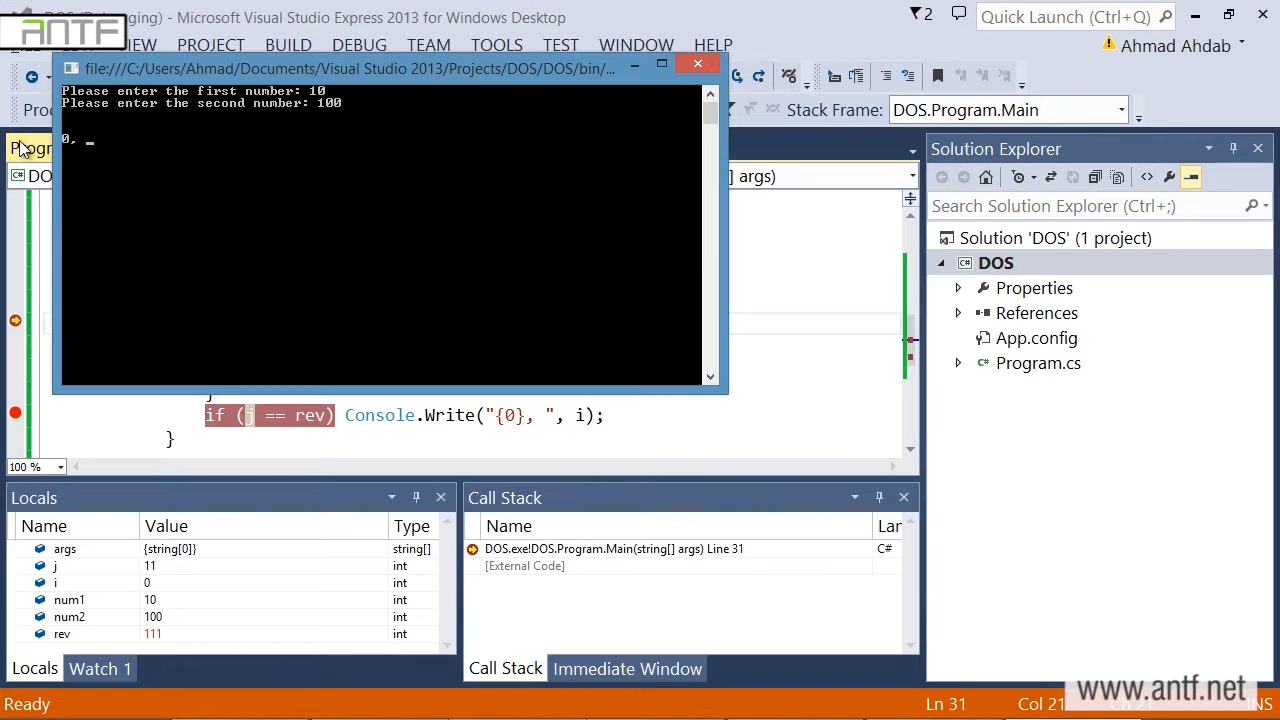 ANTF
(Debugging) - Microsoft Visual Studio Express 2013 for Windows Desktop
2
Quick Launch (Ctrl+Q)
VIEW PROJECT BUILD DEBUG TEAM TOOLS TEST WINDOW HELP
Ahmad Ahdab
file:///C:/Users/Ahmad/Documents/Visual Studio 2013/Projects/DOS/DOS/bin/...
Please enter the first number: 10
Please enter the second number: 100
0, _
Proc
Stack Frame: DOS.Program.Main
Progr
DO
] args)
if (j == rev) Console.Write("{0}, ", i);
}
100 %
Solution Explorer
Search Solution Explorer (Ctrl+;)
Solution 'DOS' (1 project)
DOS
Properties
References
App.config
Program.cs
Locals
Name Value Type
args {string[0]} string[]
j 11 int
i 0 int
num1 10 int
num2 100 int
rev 111 int
Locals Watch 1
Call Stack
Name Lar
DOS.exe!DOS.Program.Main(string[] args) Line 31 C#
[External Code]
Call Stack Immediate Window
www.antf.net
Ready Ln 31 Col 21 Ch 21 INS